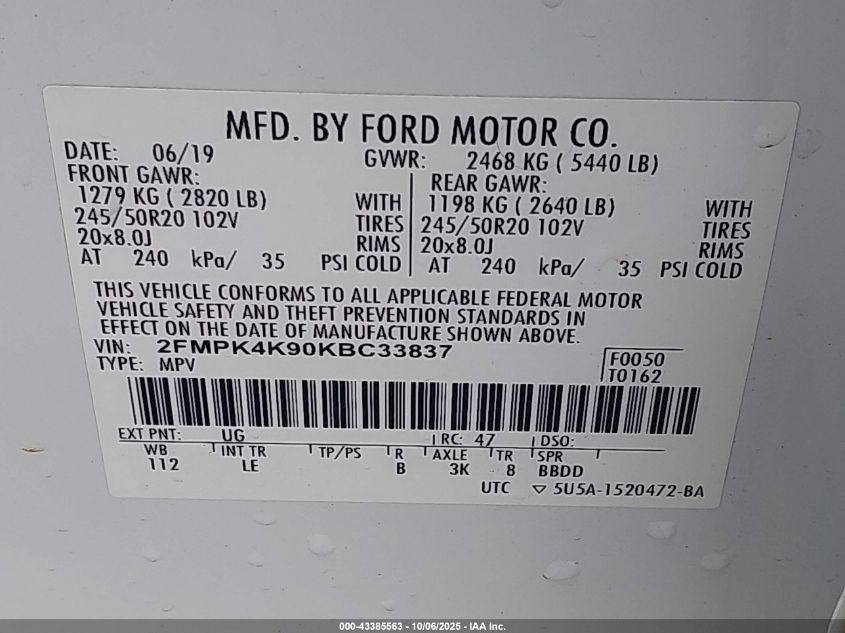 MFD. BY FORD MOTOR CO.
DATE: 06/19 GVWR: 2468 KG ( 5440 LB)
FRONT GAWR: REAR GAWR:
1279 KG ( 2820 LB) WITH 1198 KG ( 2640 LB) WITH
245/50R20 102V TIRES 245/50R20 102V TIRES
20x8.0J RIMS 20x8.0J RIMS
AT 240 kPa/ 35 PSI COLD AT 240 kPa/ 35 PSI COLD
THIS VEHICLE CONFORMS TO ALL APPLICABLE FEDERAL MOTOR
VEHICLE SAFETY AND THEFT PREVENTION STANDARDS IN
EFFECT ON THE DATE OF MANUFACTURE SHOWN ABOVE.
VIN: 2FMPK4K90KBC33837 F0050
TYPE: MPV T0162
EXT PNT: UG RC: 47 DSO:
WB INT TR TP/PS R AXLE TR SPR
112 LE B 3K 8 BBDD
UTC ▽ 5U5A-1520472-BA
000-43385563 - 10/06/2025 - IAA Inc.